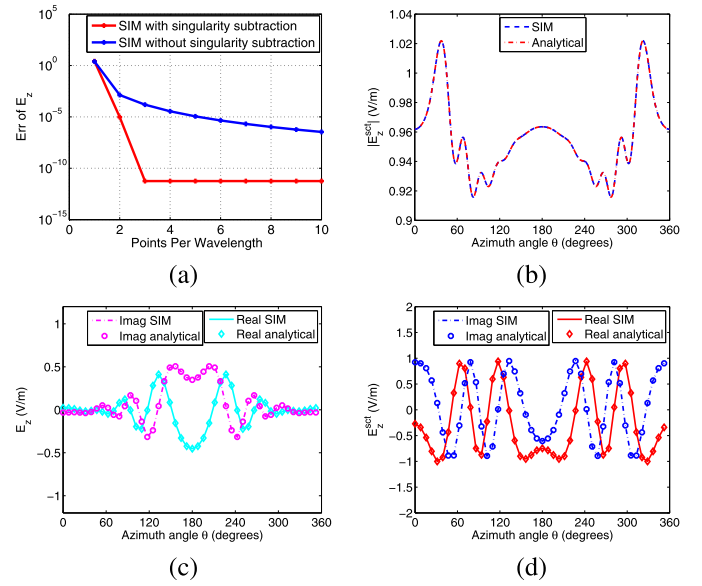 10^5
10^0
10^-5
10^-10
10^-15
Err of E_z
SIM with singularity subtraction
SIM without singularity subtraction
0 2 4 6 8 10
Points Per Wavelength
(a)
1.04
1.02
1
0.98
0.96
0.94
0.92
0.9
|E_z^sct| (V/m)
SIM
Analytical
0 60 120 180 240 300 360
Azimuth angle θ (degrees)
(b)
1
0.5
0
−0.5
−1
E_z (V/m)
Imag SIM
Imag analytical
Real SIM
Real analytical
0 60 120 180 240 300 360
Azimuth angle θ (degrees)
(c)
2
1.5
1
0.5
0
−0.5
−1
−1.5
−2
E_z^sct (V/m)
Imag SIM
Imag analytical
Real SIM
Real analytical
0 60 120 180 240 300 360
Azimuth angle θ (degrees)
(d)